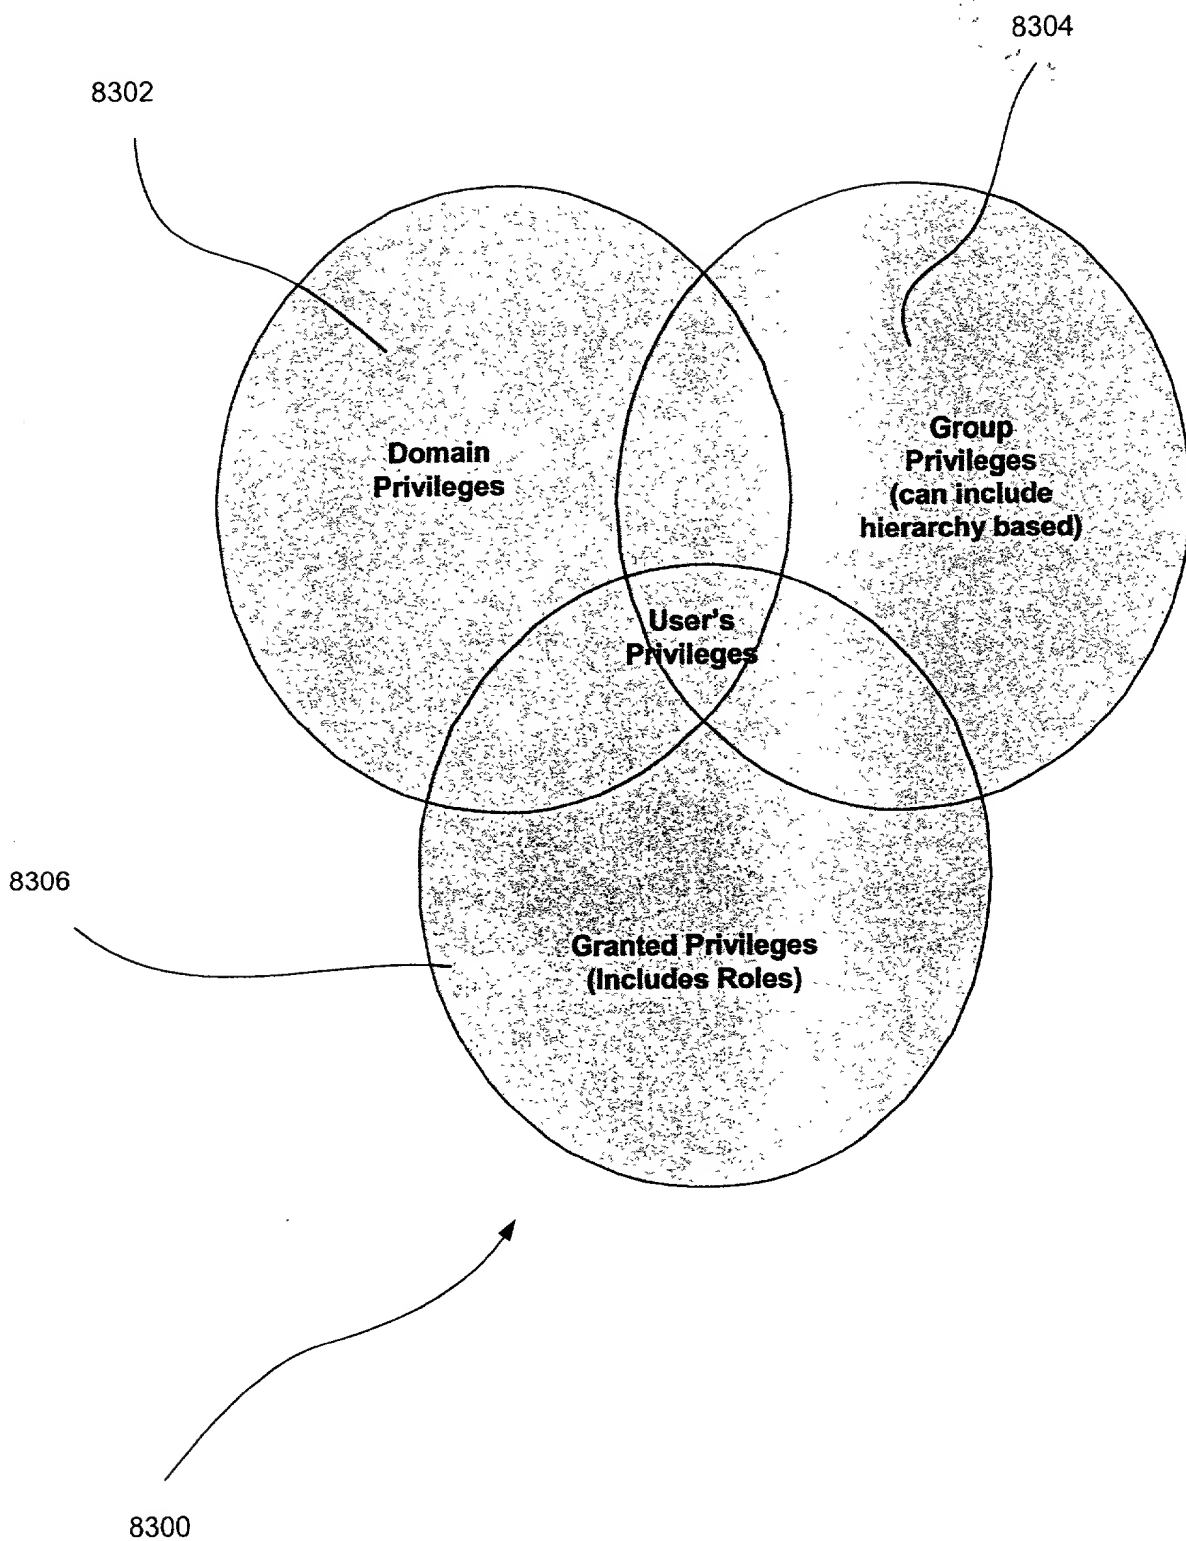 8304
8302
Domain
Privileges
Group
Privileges
(can include
hierarchy based)
User's
Privileges
8306
Granted Privileges
(Includes Roles)
8300